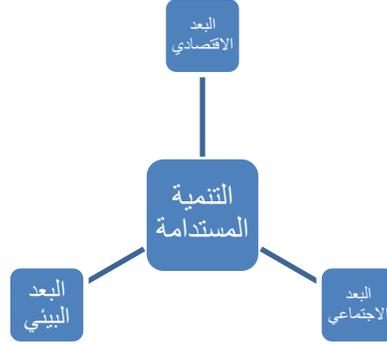 البعد
الاقتصادي
التنمية
المستدامة
البعد
الاجتماعي
البعد
البيئي